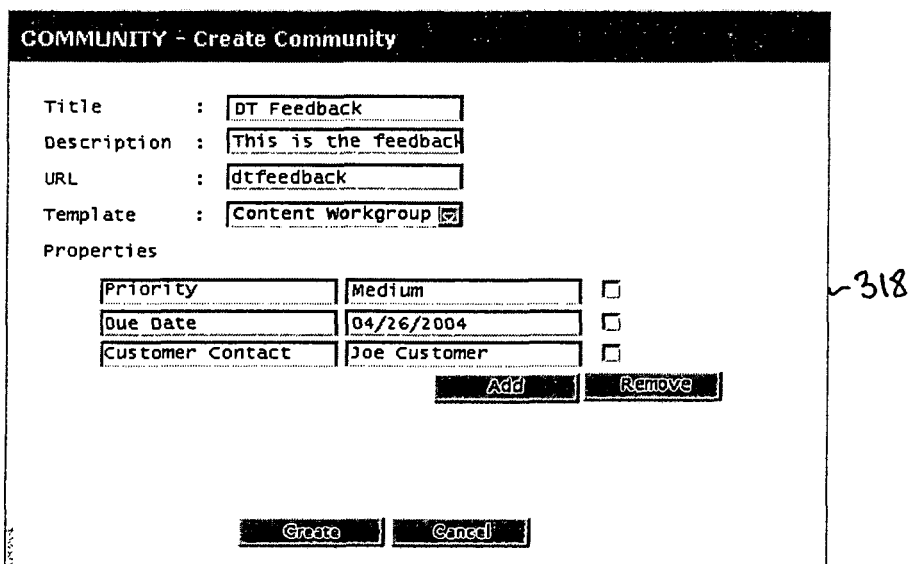 COMMUNITY - Create Community
Title : DT Feedback
Description : This is the feedback
URL : dtfeedback
Template : Content Workgroup
Properties
Priority Medium
318
Due Date 04/26/2004
Customer Contact Joe Customer
Add Remove
Create Cancel